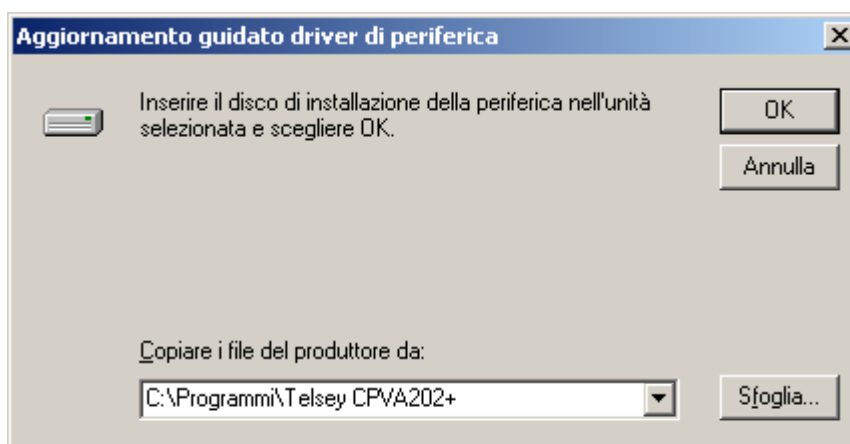 Aggiornamento guidato driver di periferica
Inserire il disco di installazione della periferica nell'unità
selezionata e scegliere OK.
OK
Annulla
Copiare i file del produttore da:
C:\Programmi\Telsey CPVA202+
Sfoglia...